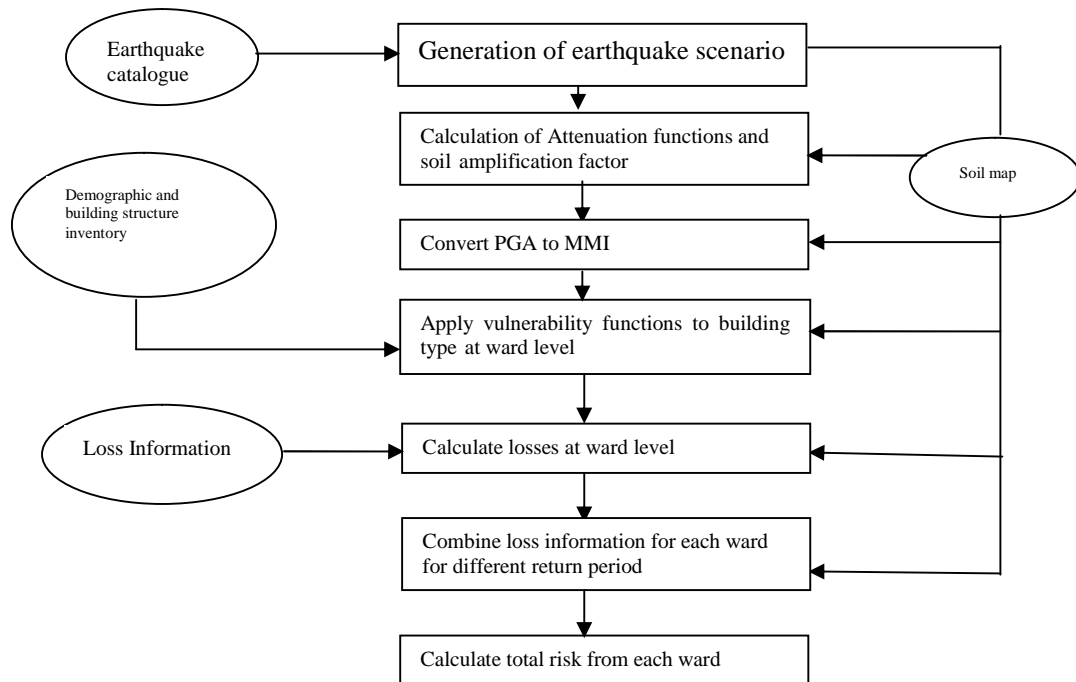 Earthquake
catalogue
Generation of earthquake scenario
Calculation of Attenuation functions and
soil amplification factor
Soil map
Demographic and
building structure
inventory
Convert PGA to MMI
Apply vulnerability functions to building
type at ward level
Loss Information
Calculate losses at ward level
Combine loss information for each ward
for different return period
Calculate total risk from each ward